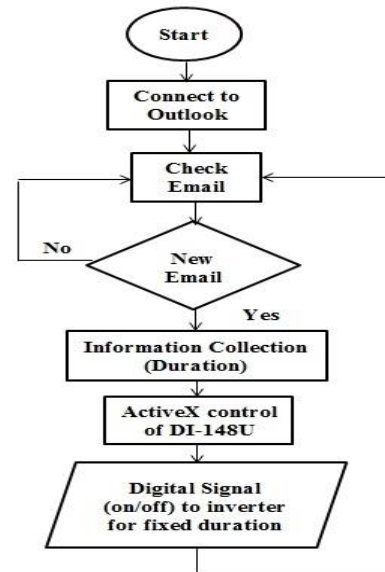 Start
Connect to
Outlook
Check
Email
No
New
Email
Yes
Information Collection
(Duration)
ActiveX control
of DI-148U
Digital Signal
(on/off) to inverter
for fixed duration